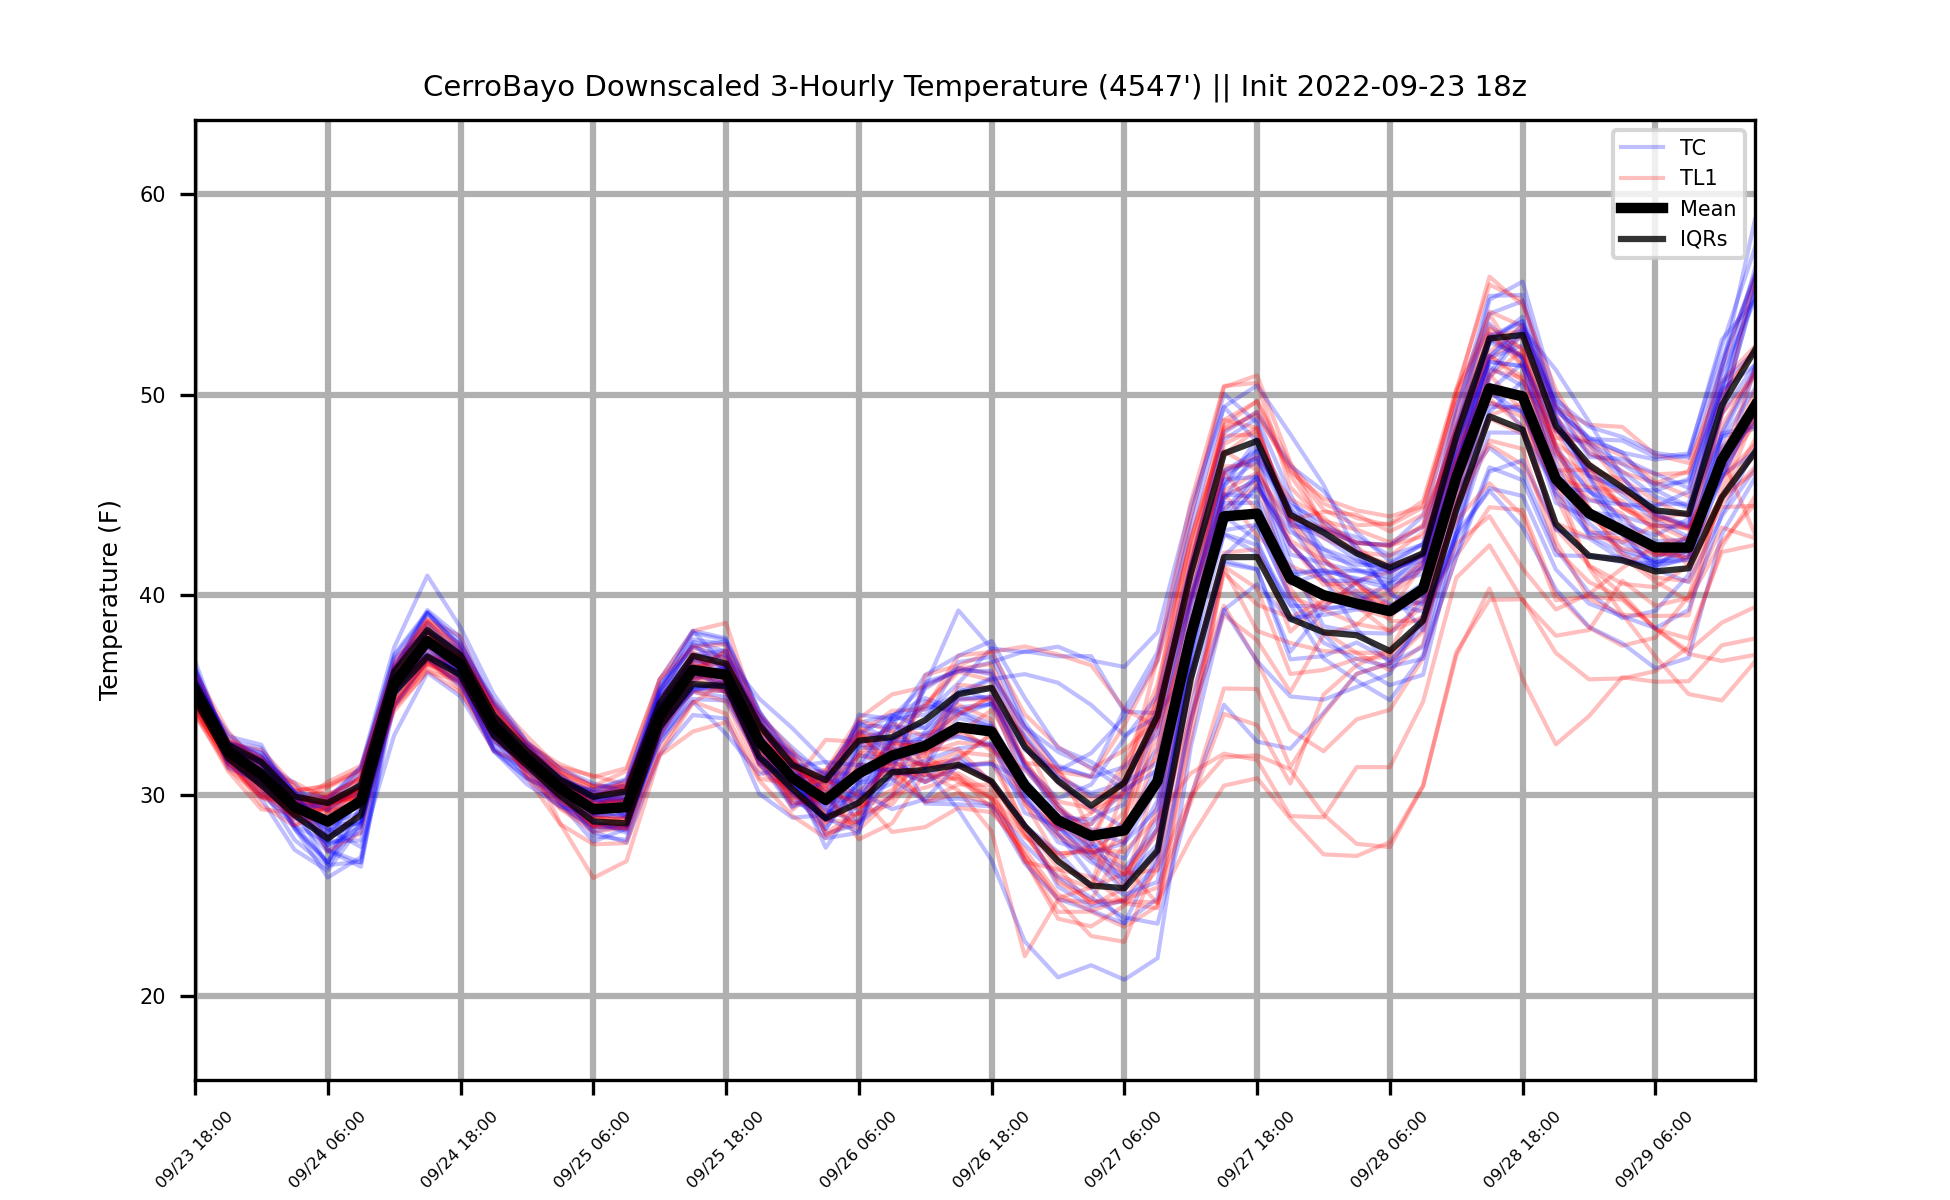 CerroBayo Downscaled 3-Hourly Temperature (4547') || Init 2022-09-23 18z
TC
TL1
Mean
IQRs
Temperature (F)
60
50
40
30
20
09/23 18:00
09/24 06:00
09/24 18:00
09/25 06:00
09/25 18:00
09/26 06:00
09/26 18:00
09/27 06:00
09/27 18:00
09/28 06:00
09/28 18:00
09/29 06:00